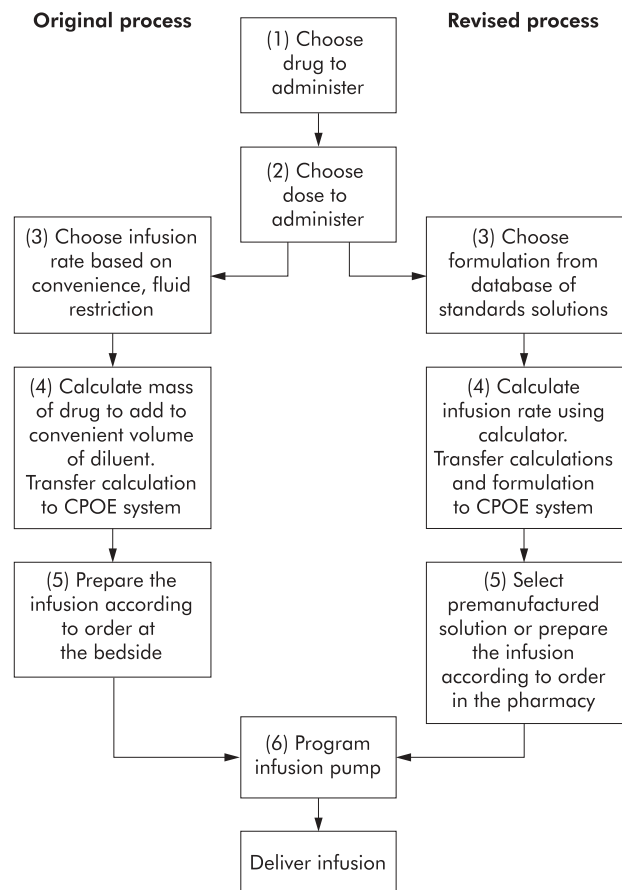 Original process
Revised process
(1) Choose
drug to
administer
(2) Choose
dose to
administer
(3) Choose infusion
rate based on
convenience, fluid
restriction
(4) Calculate mass
of drug to add to
convenient volume
of diluent.
Transfer calculation
to CPOE system
(5) Prepare the
infusion according
to order at
the bedside
(3) Choose
formulation from
database of
standards solutions
(4) Calculate
infusion rate using
calculator.
Transfer calculations
and formulation
to CPOE system
(5) Select
premanufactured
solution or prepare
the infusion
according to order
in the pharmacy
(6) Program
infusion pump
Deliver infusion